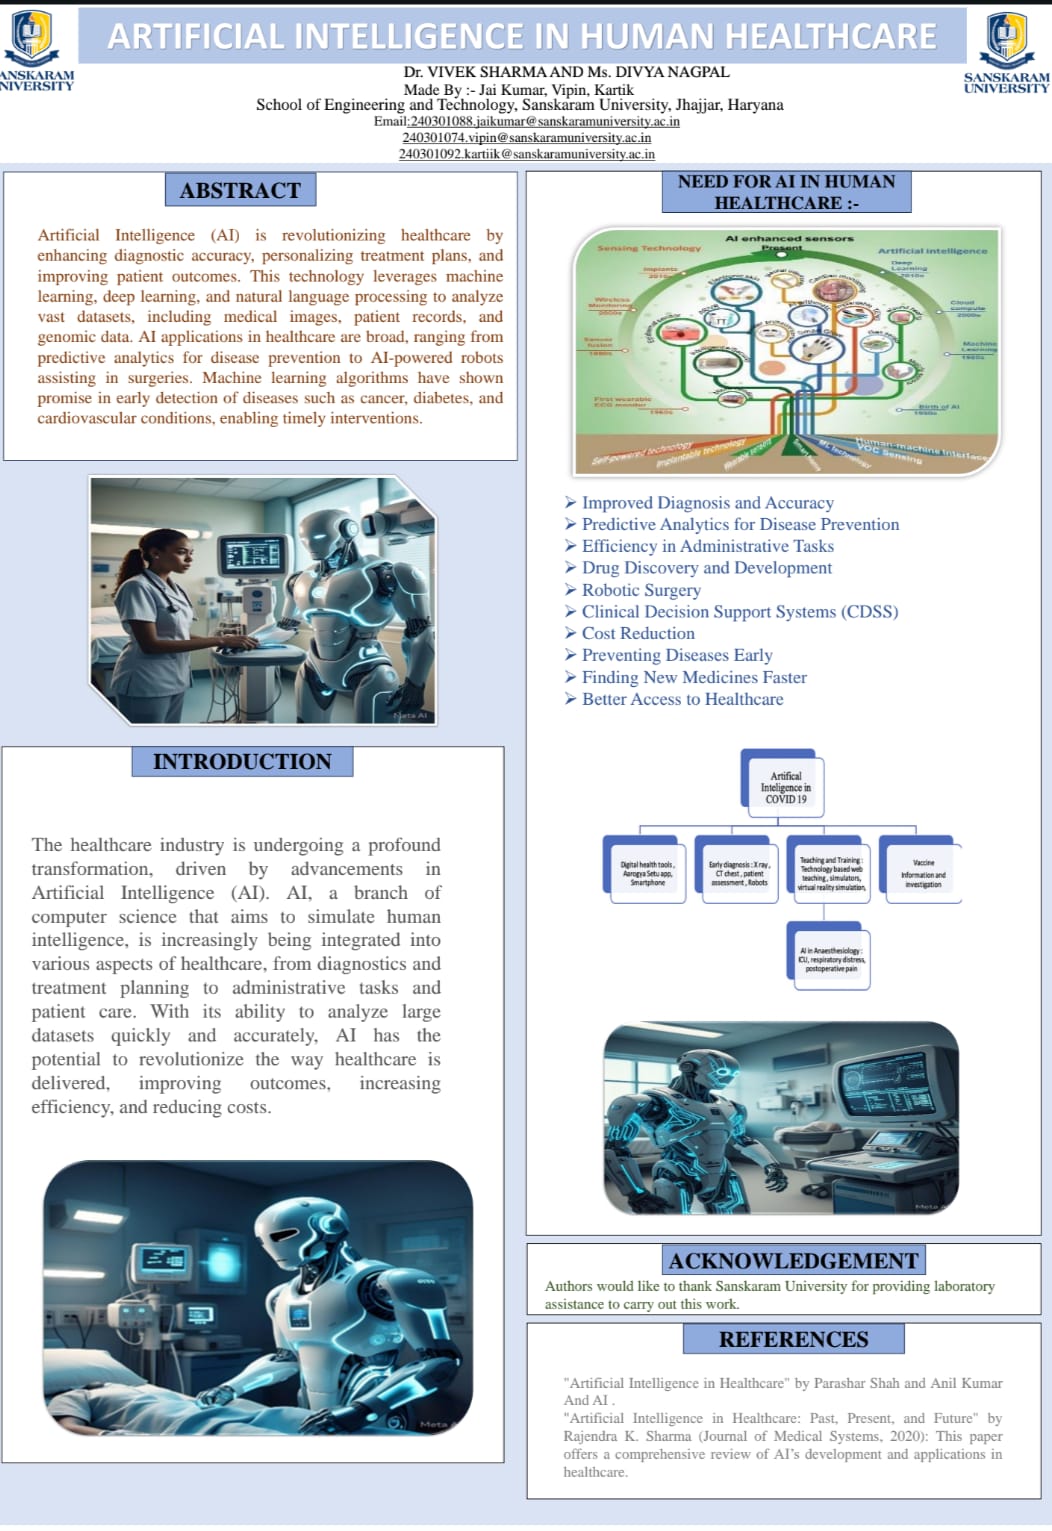 ARTIFICIAL INTELLIGENCE IN HUMAN HEALTHCARE
ANSKARAM
NIVERSITY
SANSKARAM
UNIVERSITY
Dr. VIVEK SHARMA AND Ms. DIVYA NAGPAL
Made By :- Jai Kumar, Vipin, Kartik
School of Engineering and Technology, Sanskaram University, Jhajjar, Haryana
Email:240301088.jaikumar@sanskaramuniversity.ac.in
240301074.vipin@sanskaramuniversity.ac.in
240301092.kartiik@sanskaramuniversity.ac.in
ABSTRACT
Artificial Intelligence (AI) is revolutionizing healthcare by
enhancing diagnostic accuracy, personalizing treatment plans, and
improving patient outcomes. This technology leverages machine
learning, deep learning, and natural language processing to analyze
vast datasets, including medical images, patient records, and
genomic data. AI applications in healthcare are broad, ranging from
predictive analytics for disease prevention to AI-powered robots
assisting in surgeries. Machine learning algorithms have shown
promise in early detection of diseases such as cancer, diabetes, and
cardiovascular conditions, enabling timely interventions.
Meta AI
INTRODUCTION
The healthcare industry is undergoing a profound
transformation, driven by advancements in
Artificial Intelligence (AI). AI, a branch of
computer science that aims to simulate human
intelligence, is increasingly being integrated into
various aspects of healthcare, from diagnostics and
treatment planning to administrative tasks and
patient care. With its ability to analyze large
datasets quickly and accurately, AI has the
potential to revolutionize the way healthcare is
delivered, improving outcomes, increasing
efficiency, and reducing costs.
Meta
NEED FOR AI IN HUMAN
HEALTHCARE :-
AI enhanced sensors
Present
Sensing Technology
Artificial intelligence
Implants
2010s
Deep
Learning
2010s
Wireless
Monitoring
2000s
Cloud
compute
2000s
Sensor
fusion
1980s
Machine
Learning
1980s
First wearable
ECG monitor
1960s
Birth of AI
1950s
Self-powered technology
Implantable technology
Wearable sensors
Human-machine interface
VOC Sensing
➢ Improved Diagnosis and Accuracy
➢ Predictive Analytics for Disease Prevention
➢ Efficiency in Administrative Tasks
➢ Drug Discovery and Development
➢ Robotic Surgery
➢ Clinical Decision Support Systems (CDSS)
➢ Cost Reduction
➢ Preventing Diseases Early
➢ Finding New Medicines Faster
➢ Better Access to Healthcare
Artifical
Inteligence in
COVID 19
Digital health tools,
Aarogya Setu app,
Smartphone
Early diagnosis : X ray,
CT chest , patient
assessment , Robots
Teaching and Training :
Technology based web
teaching , simulators,
virtual reality simulation,
Vaccine
Information and
investigation
AI in Anaesthesiology :
ICU, respiratory distress,
postoperative pain
Meta A
ACKNOWLEDGEMENT
Authors would like to thank Sanskaram University for providing laboratory
assistance to carry out this work.
REFERENCES
"Artificial Intelligence in Healthcare" by Parashar Shah and Anil Kumar
And AI .
"Artificial Intelligence in Healthcare: Past, Present, and Future" by
Rajendra K. Sharma (Journal of Medical Systems, 2020): This paper
offers a comprehensive review of AI’s development and applications in
healthcare.